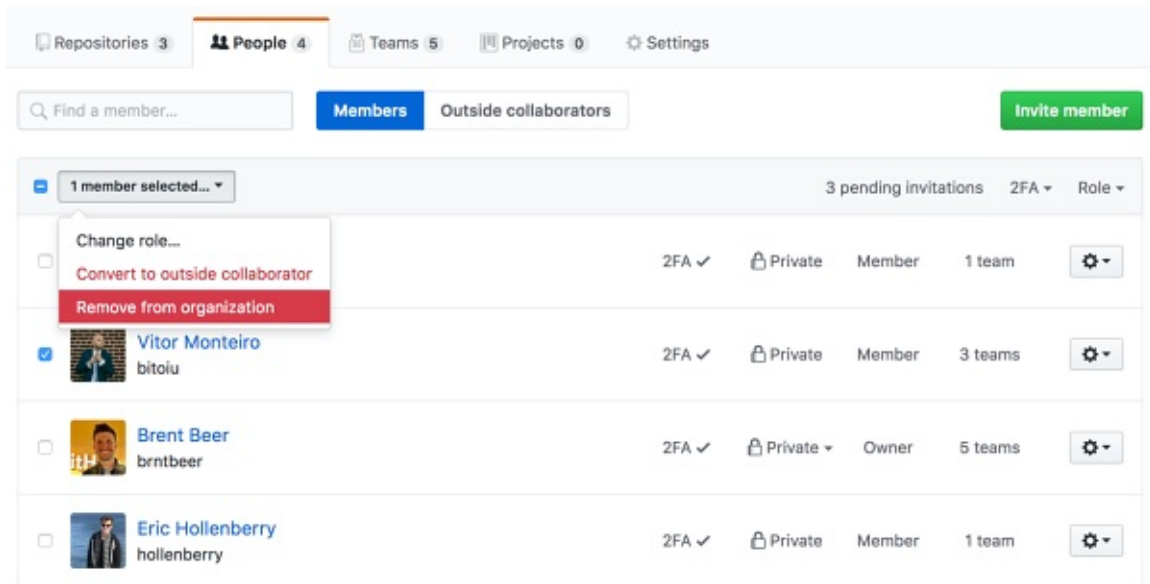 Repositories 3 People 4 Teams 5 Projects 0 Settings
Find a member... Members Outside collaborators Invite member
1 member selected... 3 pending invitations 2FA Role
Change role...
Convert to outside collaborator
Remove from organization
2FA Private Member 1 team
Vitor Monteiro
bitoiu
2FA Private Member 3 teams
Brent Beer
brntbeer
2FA Private Owner 5 teams
itH
Eric Hollenberry
hollenberry
2FA Private Member 1 team